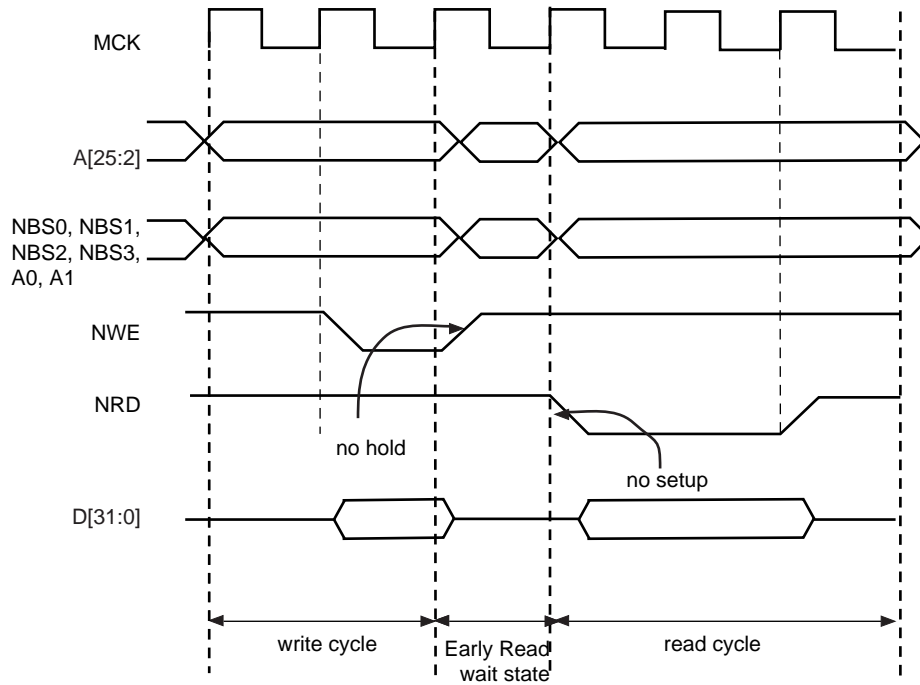 MCK
A[25:2]
NBS0, NBS1,
NBS2, NBS3,
A0, A1
NWE
NRD
no hold
no setup
D[31:0]
write cycle
Early Read
wait state
read cycle